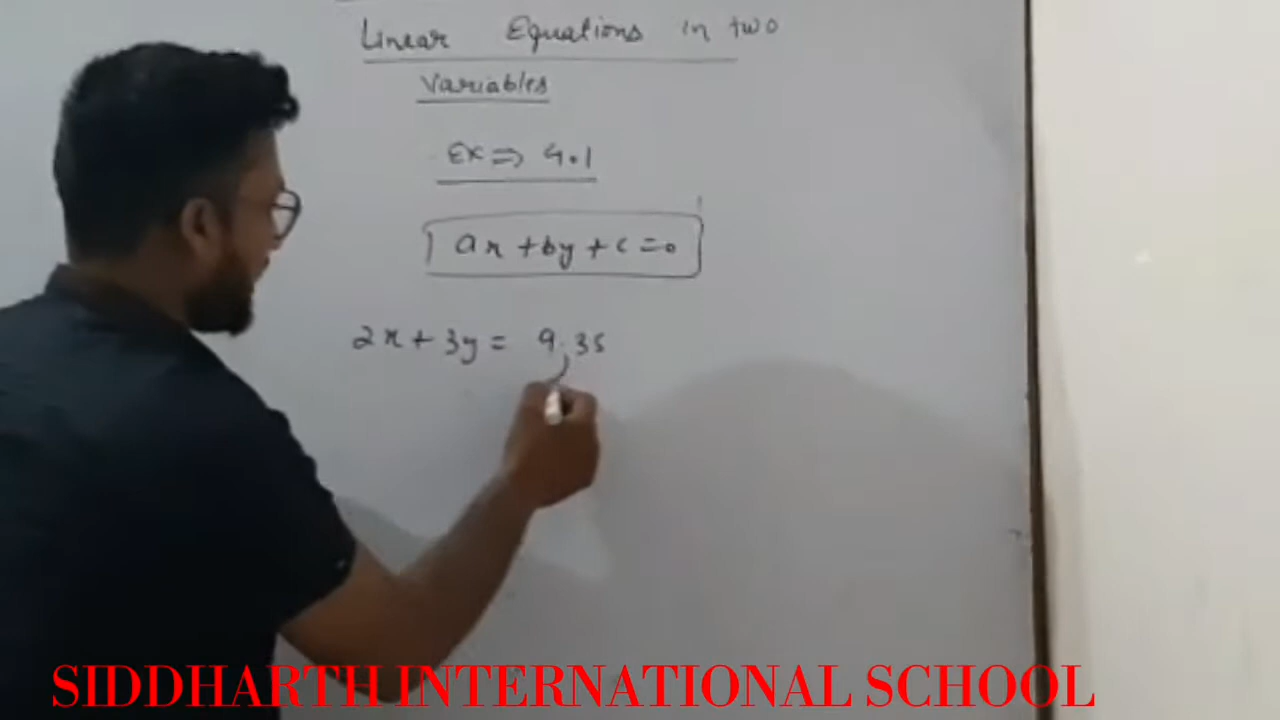 Linear Equations in two
Variables
Ex ⇒ 4.1
ax + by + c = 0
2x + 3y = 9.35
SIDDHARTH INTERNATIONAL SCHOOL